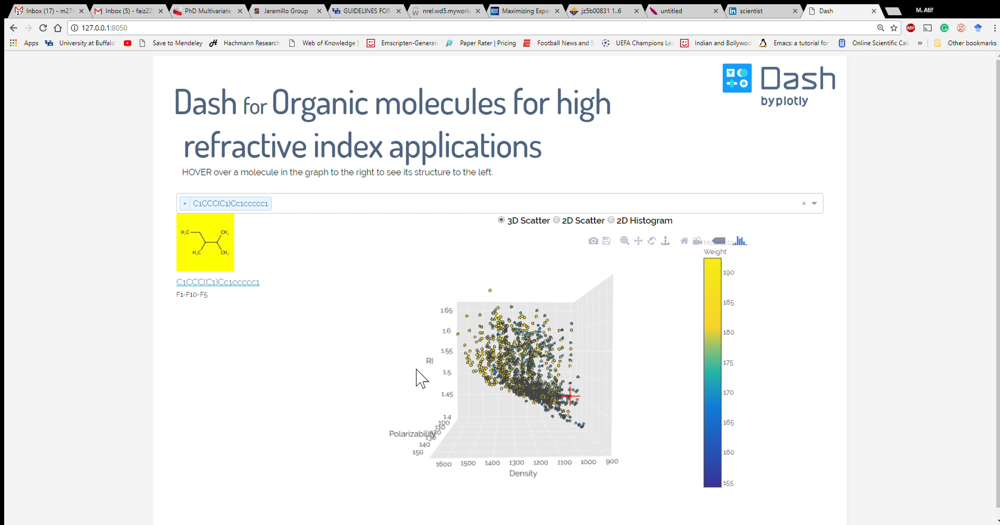 17 Inbox (17) - m27
Inbox (5) - faiz22
PhD Multivariate
Jaramillo Group
GUIDELINES FOR
nrel.wd5.mywork
IEEE Maximizing Expe
jz5b00831 1..6
untitled
scientist
Dash
M. Atif
127.0.0.1:8050
ABP
Apps
University at Buffalo
Save to Mendeley
Hachmann Research
Web of Knowledge
Emscripten-Generate
Paper Rater | Pricing
Football News and S
UEFA Champions Lea
Indian and Bollywoo
Emacs: a tutorial for
Online Scientific Calc
»
Other bookmarks
Dash
by plotly
Dash for Organic molecules for high
refractive index applications
HOVER over a molecule in the graph to the right to see its structure to the left.
× C1CCC(C1)Cc1ccccc1 ×
3D Scatter 2D Scatter 2D Histogram
H₃C CH₃
H₃C CH₃
C1CCC(C1)Cc1ccccc1
F1-F10-F5
Molecular
Weight
190
185
180
175
170
165
160
155
1.65
1.6
1.55
RI
1.5
1.45
1.4
100
110
120
Polarizability
130
140
150
1600 1500 1400 1300 1200 1100 1000 900
Density